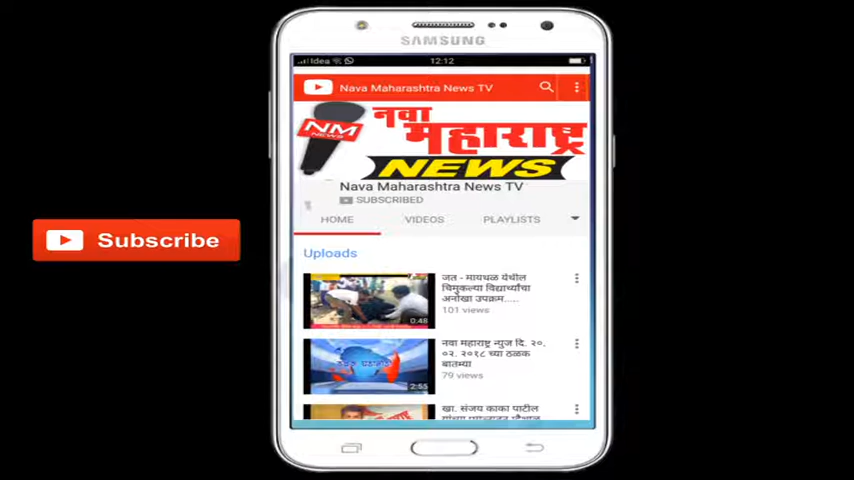 SAMSUNG
Idea
12:12
Nava Maharashtra News TV
NM
NEWS
नवा
महाराष्ट्र
NEWS
Nava Maharashtra News TV
SUBSCRIBED
HOME
VIDEOS
PLAYLISTS
Subscribe
Uploads
जत - मायथळ येथील
चिमुकल्या विद्यार्थ्यांचा
अनोखा उपक्रम.....
101 views
0:48
नवा महाराष्ट्र न्युज दि. २०.
०२. २०१८ च्या ठळक
बातम्या
79 views
2:55
खा. संजय काका पाटील